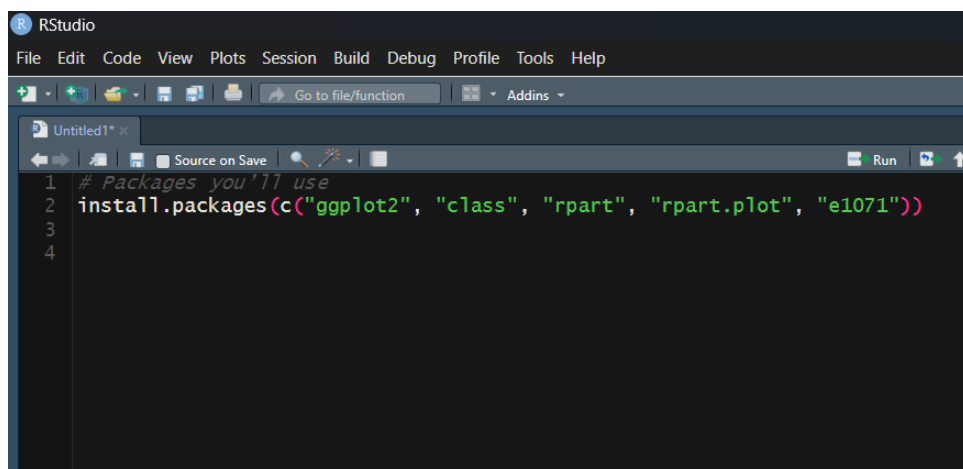 RStudio
File Edit Code View Plots Session Build Debug Profile Tools Help
Go to file/function Addins
Untitled1*
Source on Save Run
1 # Packages you'll use
2 install.packages(c("ggplot2", "class", "rpart", "rpart.plot", "e1071"))
3
4